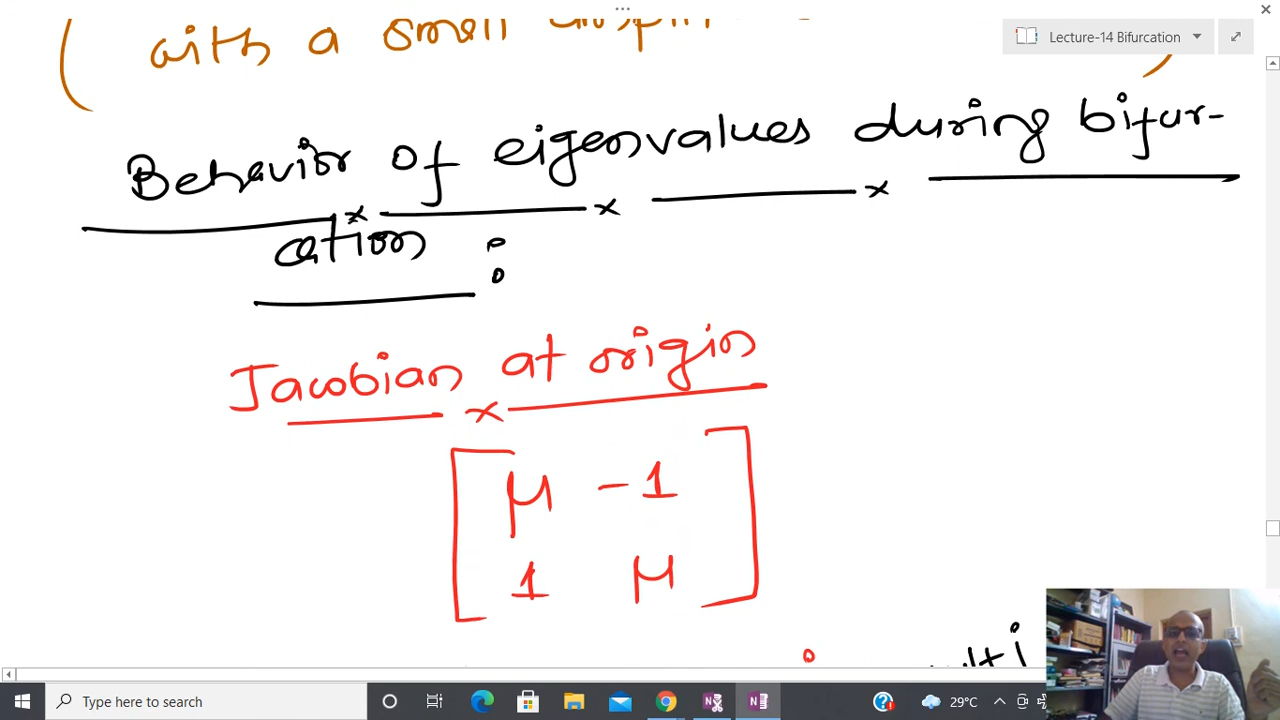 with a small
Lecture-14 Bifurcation
Behavior of eigenvalues during bifur-
cation :
Jacobian at origin
μ -1
1 μ
Type here to search
29°C